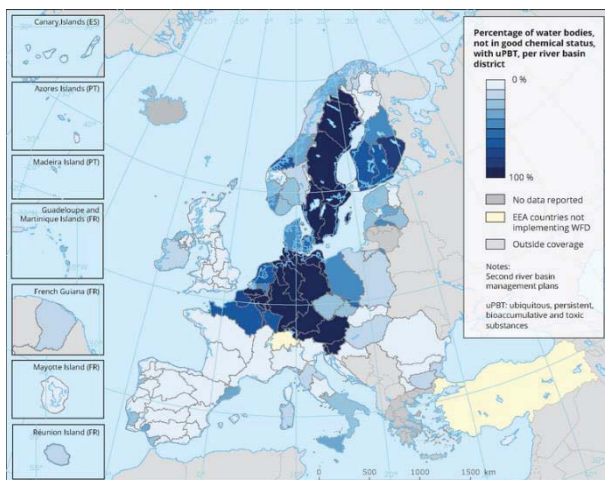 Canary Islands (ES)
Azores Islands (PT)
Madeira Island (PT)
Guadeloupe and
Martinique Islands (FR)
French Guiana (FR)
Mayotte Island (FR)
Réunion Island (FR)
Percentage of water bodies,
not in good chemical status,
with uPBT, per river basin
district
0 %
100 %
No data reported
EEA countries not
implementing WFD
Outside coverage
Notes:
Second river basin
management plans
uPBT: ubiquitous, persistent,
bioaccumulative and toxic
substances
0 500 1000 1500 km